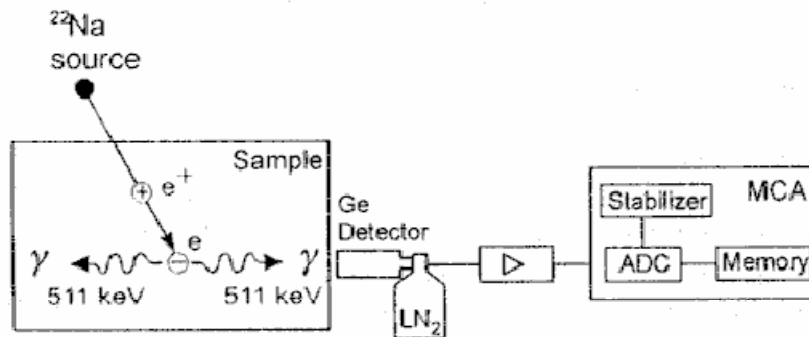 ²²Na
source
Sample
e⁺
e
γ
γ
511 keV
511 keV
Ge
Detector
LN₂
MCA
Stabilizer
ADC
Memory